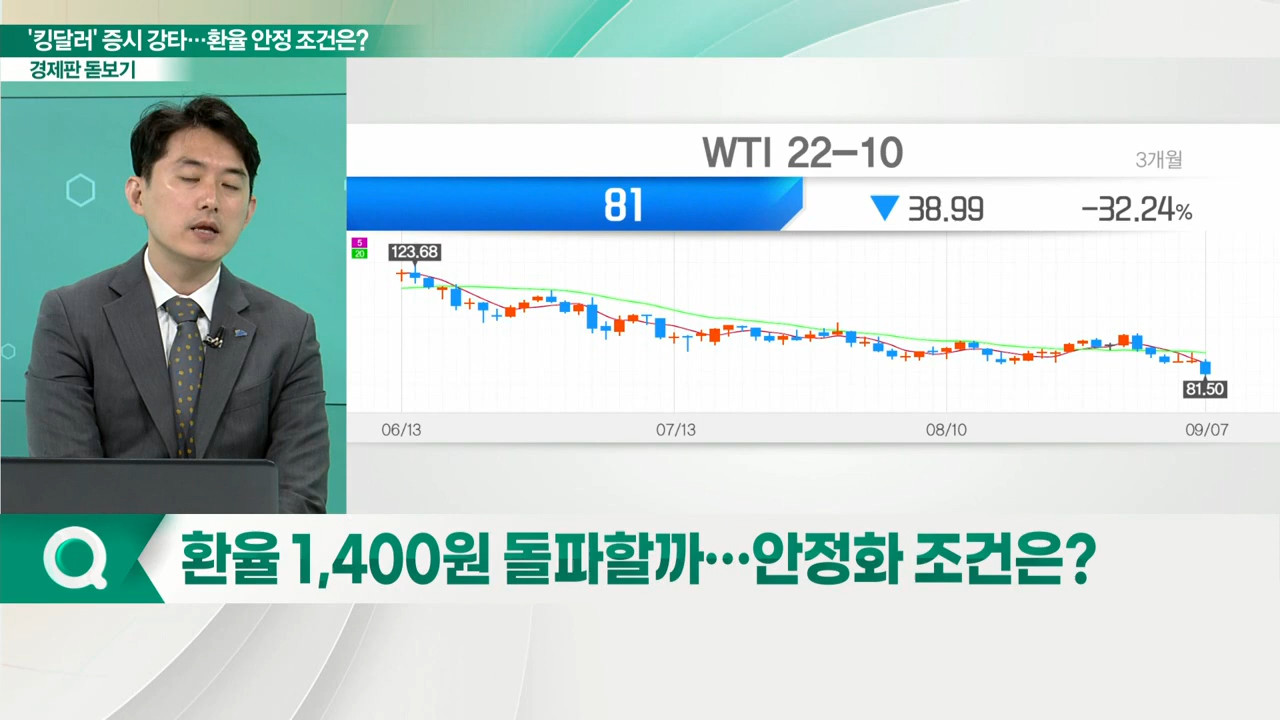 '킹달러' 증시 강타…환율 안정 조건은?
경제판 돋보기
WTI 22-10
3개월
81
▼ 38.99
-32.24%
5
20
123.68
81.50
06/13 07/13 08/10 09/07
환율 1,400원 돌파할까…안정화 조건은?